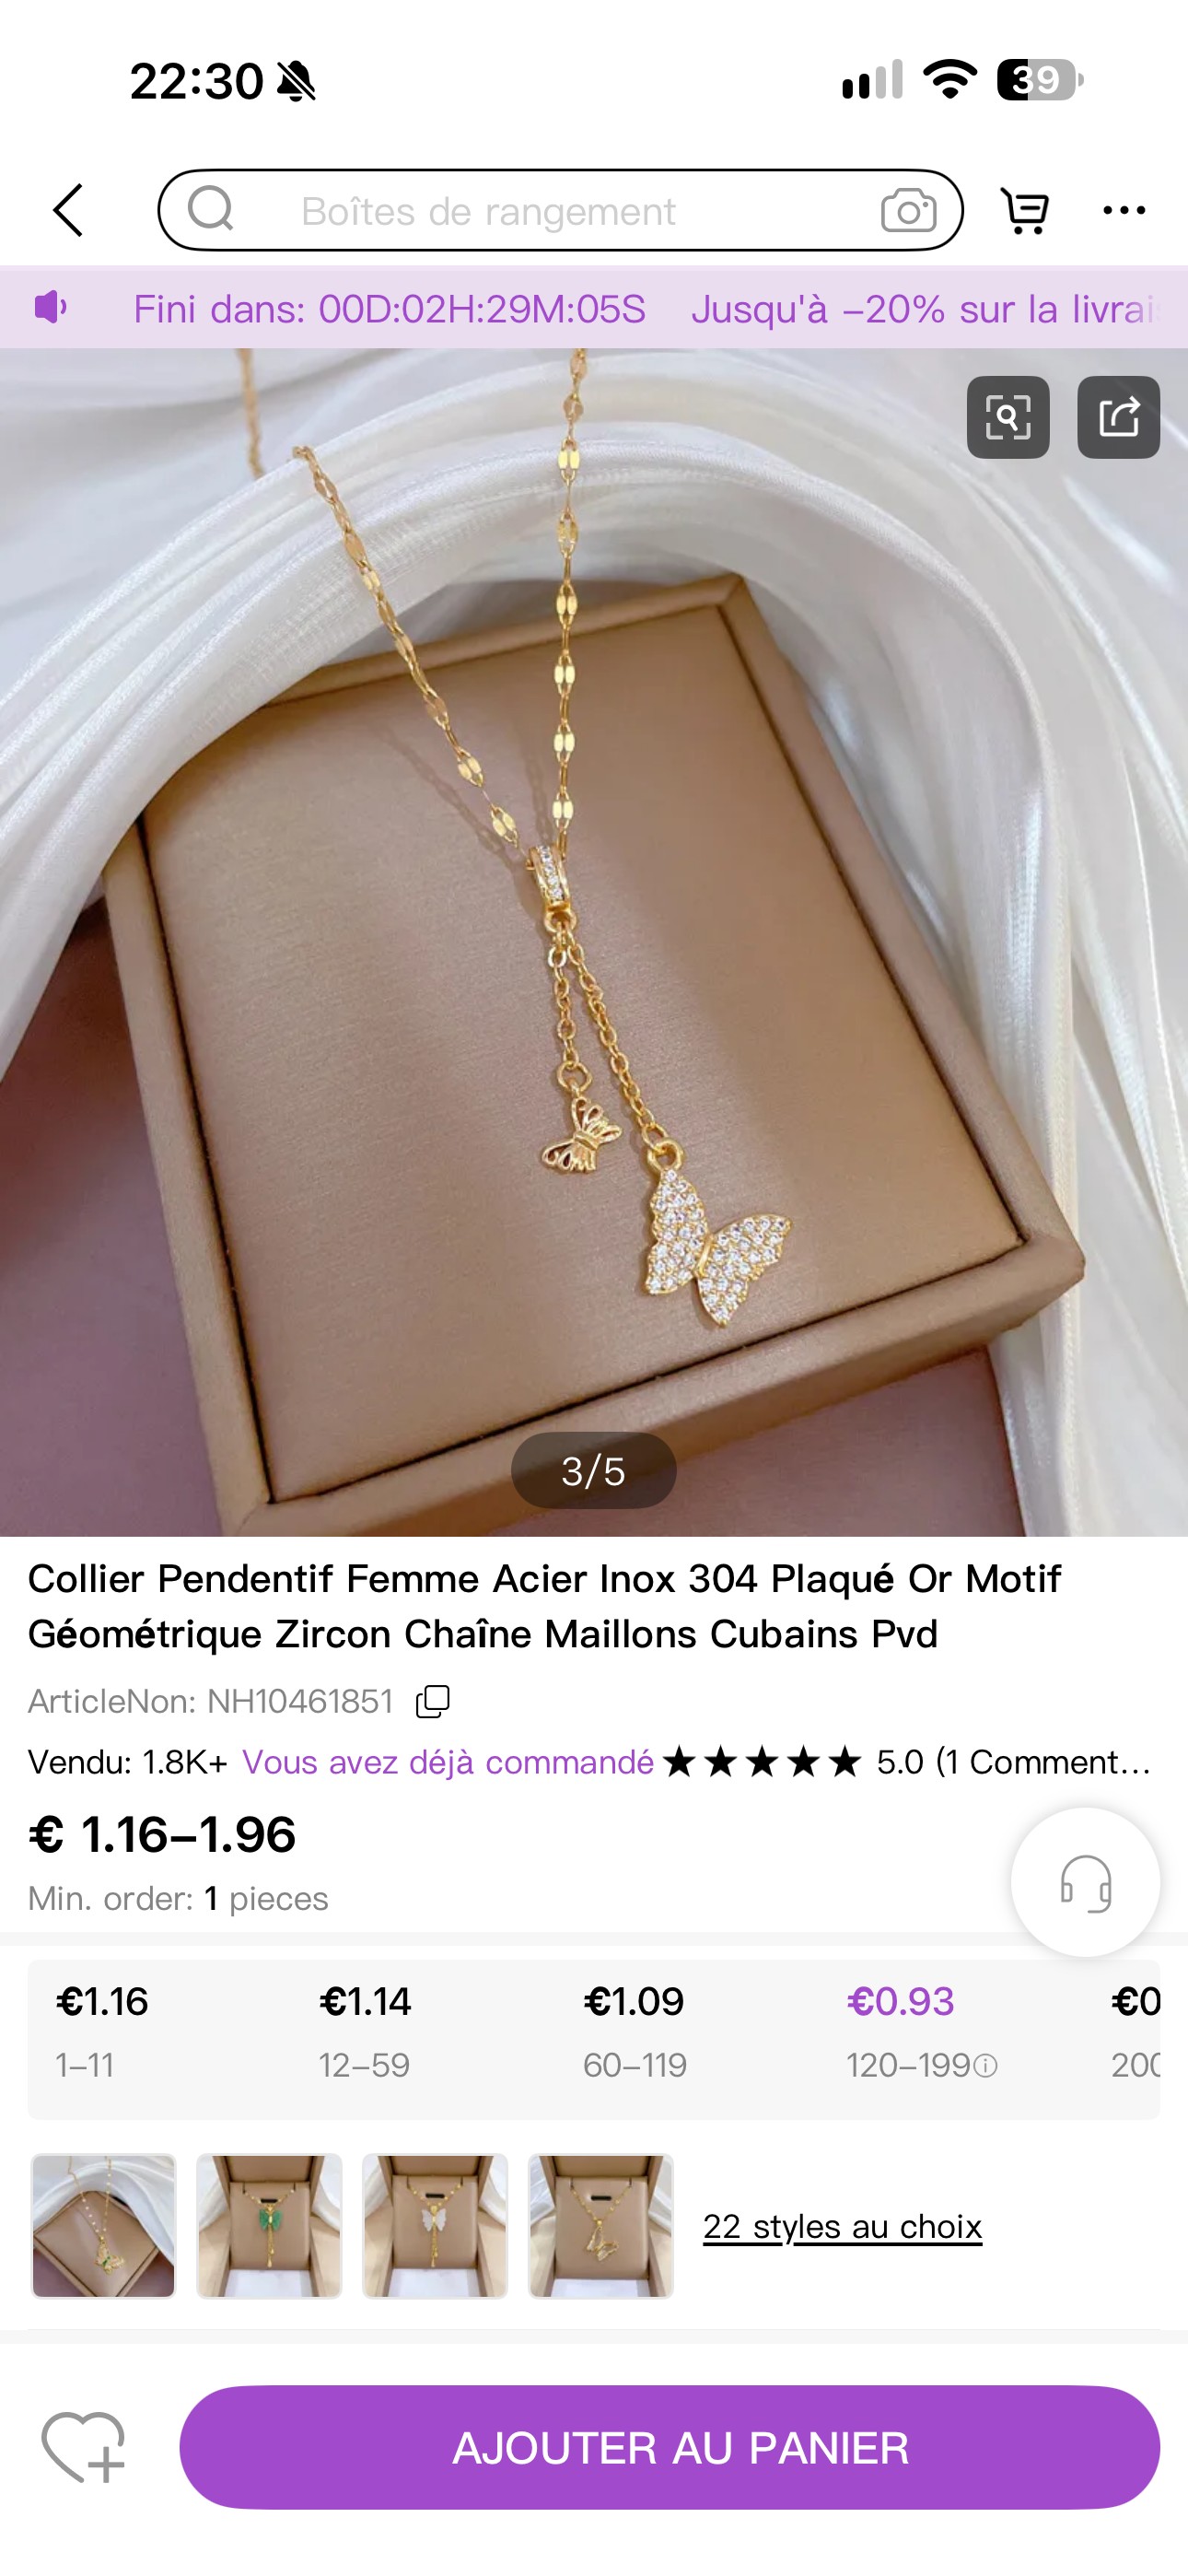 22:30
39
Boîtes de rangement
Fini dans: 00D:02H:29M:05S Jusqu'à –20% sur la
3/5
Collier Pendentif Femme Acier Inox 304 Plaqué Or Motif
Géométrique Zircon Chaîne Maillons Cubains Pvd
ArticleNon: NH10461851
Vendu: 1.8K+ Vous avez déjà commandé ★★★★★ 5.0 (1 Comment...
€ 1.16–1.96
Min. order: 1 pieces
€1.16 €1.14 €1.09 €0.93 €0
1–11 12–59 60–119 120–199
22 styles au choix
AJOUTER AU PANIER